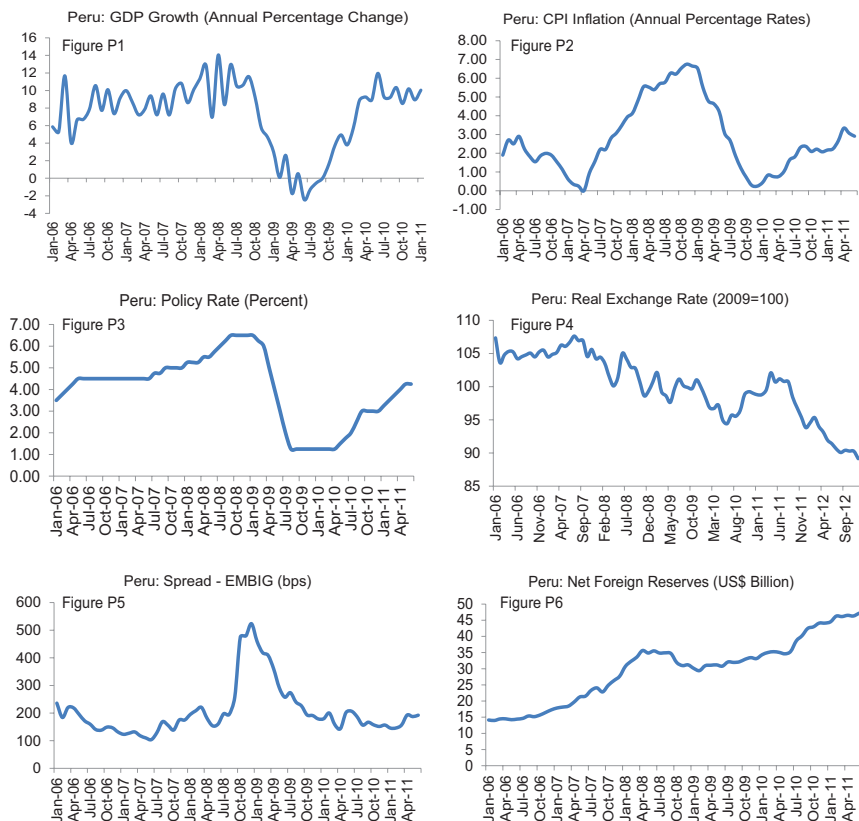 Peru: GDP Growth (Annual Percentage Change)
Figure P1
16
14
12
10
8
6
4
2
0
-2
-4
Jan-06
Apr-06
Jul-06
Oct-06
Jan-07
Apr-07
Jul-07
Oct-07
Jan-08
Apr-08
Jul-08
Oct-08
Jan-09
Apr-09
Jul-09
Oct-09
Jan-10
Apr-10
Jul-10
Oct-10
Jan-11
Peru: CPI Inflation (Annual Percentage Rates)
Figure P2
8.00
7.00
6.00
5.00
4.00
3.00
2.00
1.00
0.00
-1.00
Jan-06
Apr-06
Jul-06
Oct-06
Jan-07
Apr-07
Jul-07
Oct-07
Jan-08
Apr-08
Jul-08
Oct-08
Jan-09
Apr-09
Jul-09
Oct-09
Jan-10
Apr-10
Jul-10
Oct-10
Jan-11
Apr-11
Peru: Policy Rate (Percent)
Figure P3
7.00
6.00
5.00
4.00
3.00
2.00
1.00
0.00
Jan-06
Apr-06
Jul-06
Oct-06
Jan-07
Apr-07
Jul-07
Oct-07
Jan-08
Apr-08
Jul-08
Oct-08
Jan-09
Apr-09
Jul-09
Oct-09
Jan-10
Apr-10
Jul-10
Oct-10
Jan-11
Apr-11
Peru: Real Exchange Rate (2009=100)
Figure P4
110
105
100
95
90
85
Jan-06
Jun-06
Nov-06
Apr-07
Sep-07
Feb-08
Jul-08
Dec-08
May-09
Oct-09
Mar-10
Aug-10
Jan-11
Jun-11
Nov-11
Apr-12
Sep-12
Peru: Spread - EMBIG (bps)
Figure P5
600
500
400
300
200
100
0
Jan-06
Apr-06
Jul-06
Oct-06
Jan-07
Apr-07
Jul-07
Oct-07
Jan-08
Apr-08
Jul-08
Oct-08
Jan-09
Apr-09
Jul-09
Oct-09
Jan-10
Apr-10
Jul-10
Oct-10
Jan-11
Apr-11
Peru: Net Foreign Reserves (US$ Billion)
Figure P6
50
45
40
35
30
25
20
15
10
5
0
Jan-06
Apr-06
Jul-06
Oct-06
Jan-07
Apr-07
Jul-07
Oct-07
Jan-08
Apr-08
Jul-08
Oct-08
Jan-09
Apr-09
Jul-09
Oct-09
Jan-10
Apr-10
Jul-10
Oct-10
Jan-11
Apr-11